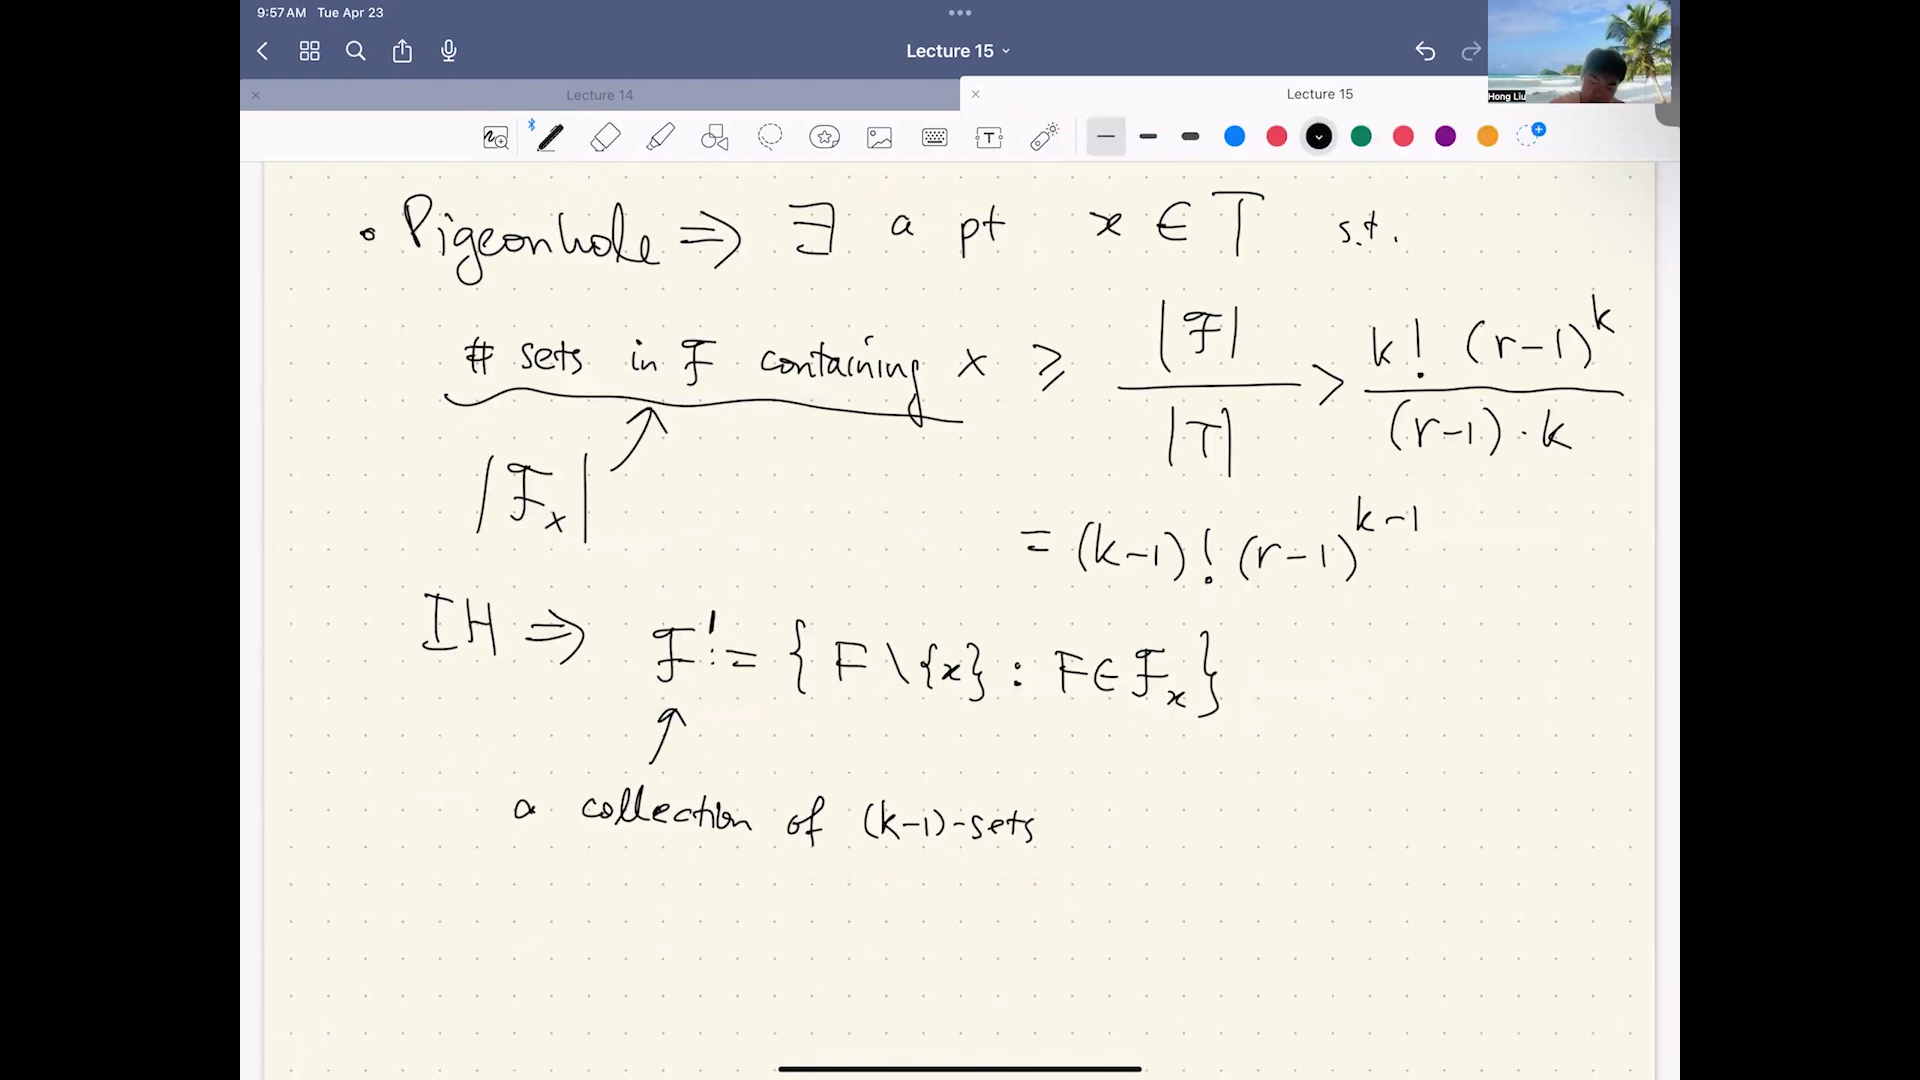 9:57 AM Tue Apr 23
Lecture 15
Hong Liu
Lecture 14
Lecture 15
• Pigeonhole ⇒ ∃ a pt x ∈ T s.t.
# sets in F containing x ≥ |F| / |T| > k! (r-1)^k / (r-1)·k
|F_x|
= (k-1)! (r-1)^{k-1}
IH ⇒ F' := { F \ {x} : F ∈ F_x }
a collection of (k-1)-sets